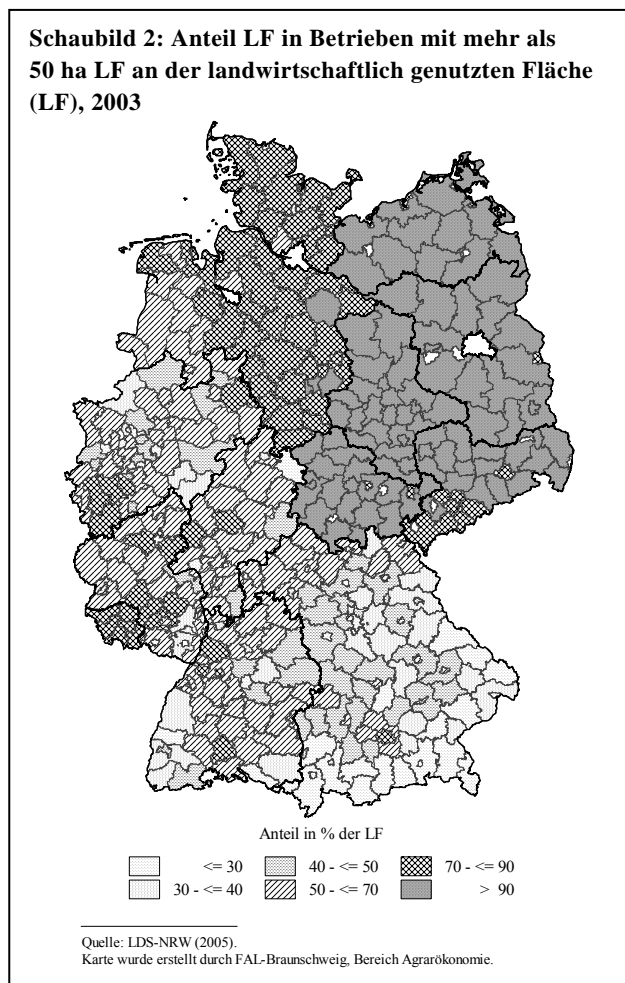 Schaubild 2: Anteil LF in Betrieben mit mehr als
50 ha LF an der landwirtschaftlich genutzten Fläche
(LF), 2003
Anteil in % der LF
<= 30
40 - <= 50
70 - <= 90
30 - <= 40
50 - <= 70
> 90
Quelle: LDS-NRW (2005).
Karte wurde erstellt durch FAL-Braunschweig, Bereich Agrarökonomie.